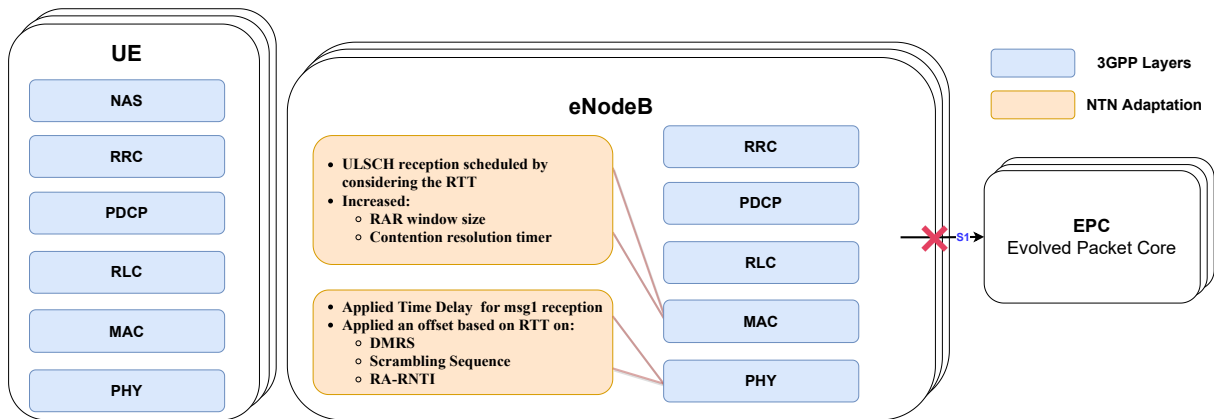 UE
NAS
RRC
PDCP
RLC
MAC
PHY
eNodeB
• ULSCH reception scheduled by
considering the RTT
• Increased:
○ RAR window size
○ Contention resolution timer
• Applied Time Delay for msg1 reception
• Applied an offset based on RTT on:
○ DMRS
○ Scrambling Sequence
○ RA-RNTI
RRC
PDCP
RLC
MAC
PHY
S1
3GPP Layers
NTN Adaptation
EPC
Evolved Packet Core